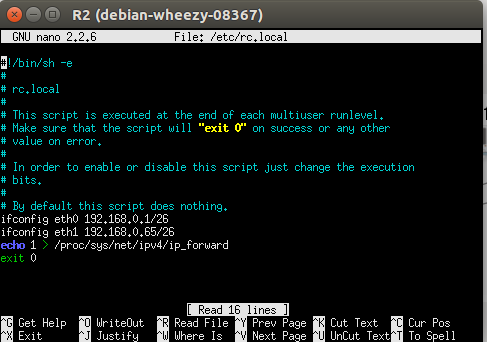 R2 (debian-wheezy-08367)
GNU nano 2.2.6 File: /etc/rc.local
#!/bin/sh -e
#
# rc.local
#
# This script is executed at the end of each multiuser runlevel.
# Make sure that the script will "exit 0" on success or any other
# value on error.
#
# In order to enable or disable this script just change the execution
# bits.
#
# By default this script does nothing.
ifconfig eth0 192.168.0.1/26
ifconfig eth1 192.168.0.65/26
echo 1 > /proc/sys/net/ipv4/ip_forward
exit 0
[ Read 16 lines ]
^G Get Help ^O WriteOut ^R Read File ^Y Prev Page ^K Cut Text ^C Cur Pos
^X Exit ^J Justify ^W Where Is ^V Next Page ^U UnCut Text ^T To Spell